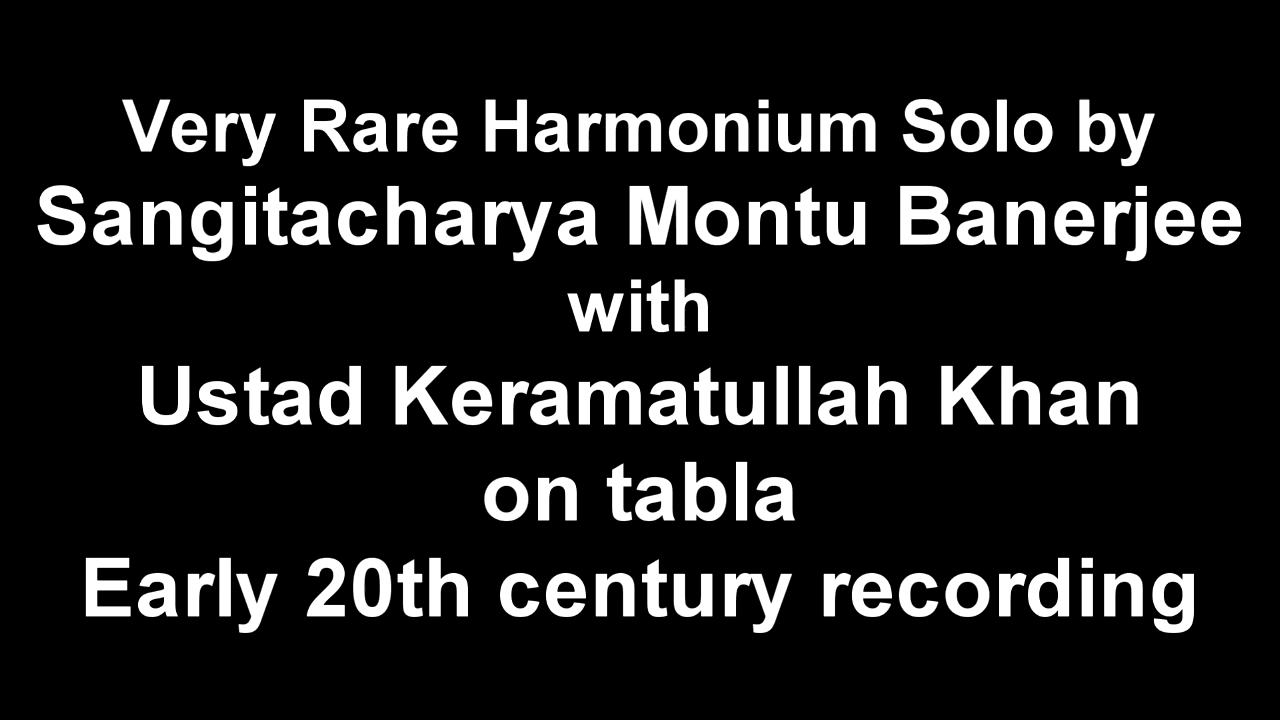 Very Rare Harmonium Solo by
Sangitacharya Montu Banerjee
with
Ustad Keramatullah Khan
on tabla
Early 20th century recording